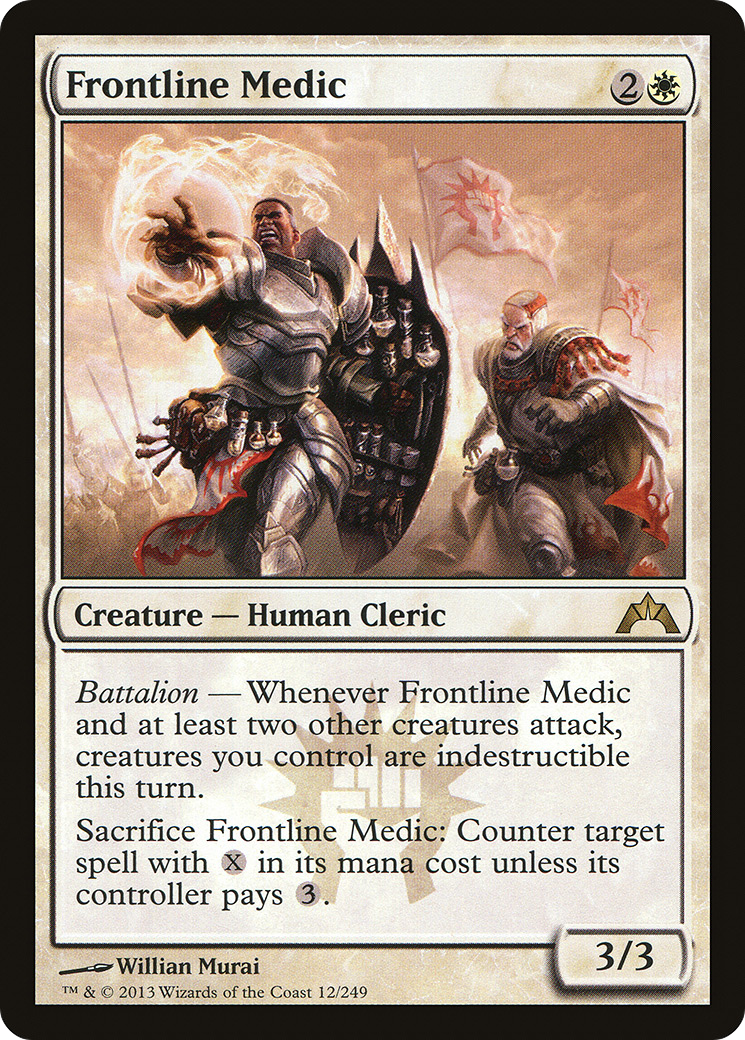 Frontline Medic 2
Creature — Human Cleric
Battalion — Whenever Frontline Medic
and at least two other creatures attack,
creatures you control are indestructible
this turn.
Sacrifice Frontline Medic: Counter target
spell with X in its mana cost unless its
controller pays 3.
3/3
Willian Murai
™ & © 2013 Wizards of the Coast 12/249